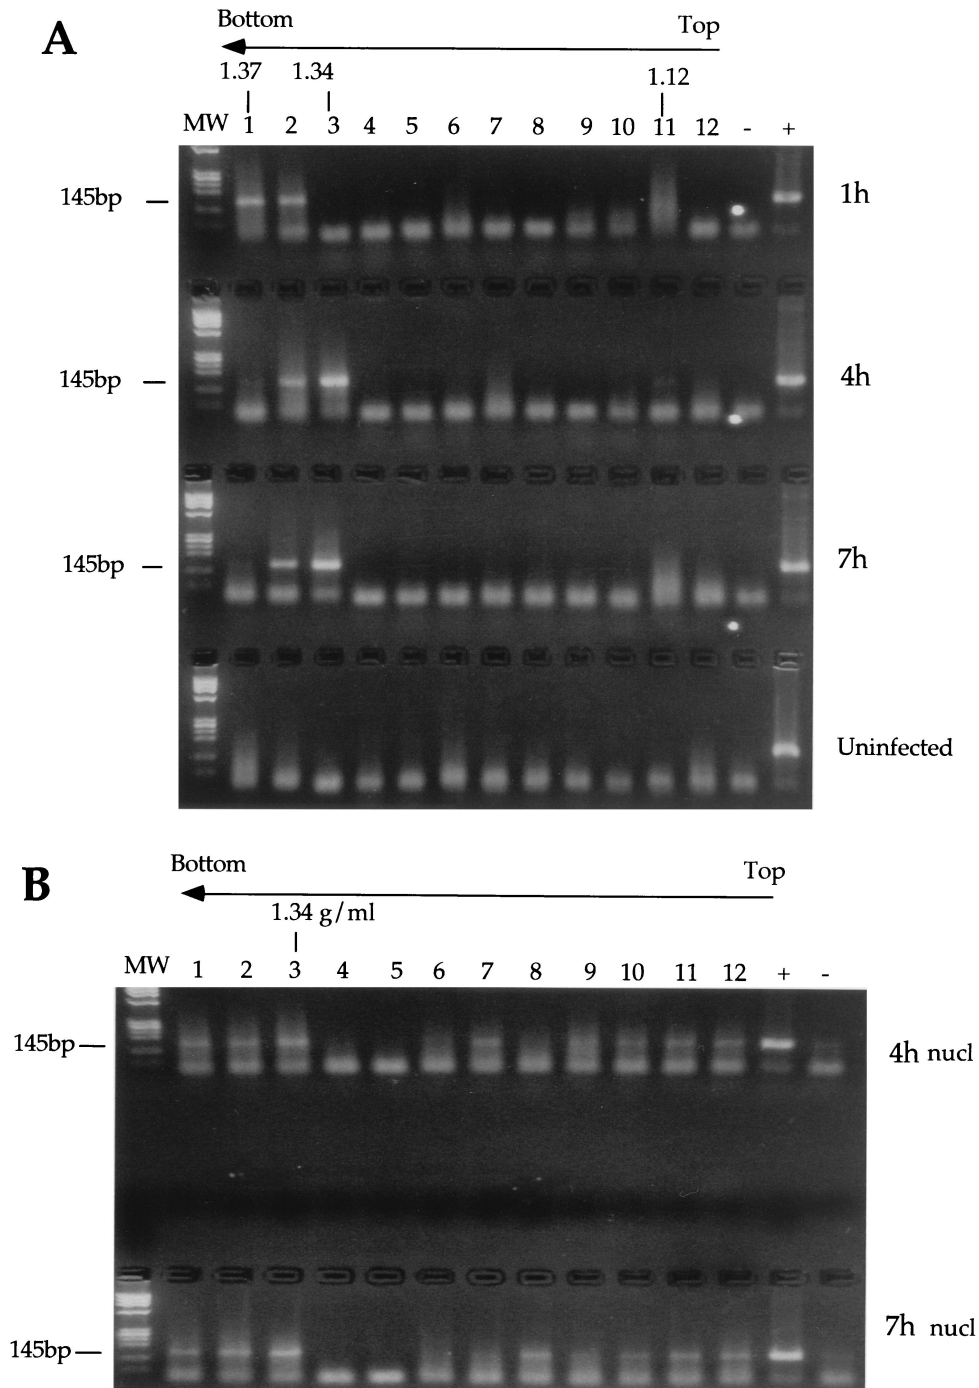 A
Bottom Top
1.37 1.34 1.12
MW 1 2 3 4 5 6 7 8 9 10 11 12 - +
145bp 1h
145bp 4h
145bp 7h
Uninfected
B
Bottom Top
1.34 g/ml
MW 1 2 3 4 5 6 7 8 9 10 11 12 + -
145bp 4h nucl
145bp 7h nucl